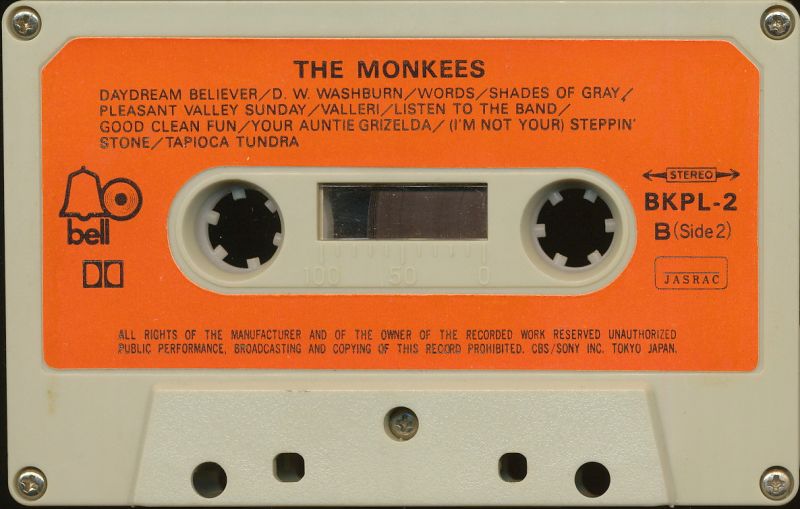 THE MONKEES
DAYDREAM BELIEVER/D. W. WASHBURN/WORDS/SHADES OF GRAY/
PLEASANT VALLEY SUNDAY/VALLERI/LISTEN TO THE BAND/
GOOD CLEAN FUN/YOUR AUNTIE GRIZELDA/(I'M NOT YOUR) STEPPIN'
STONE/TAPIOCA TUNDRA
bell
STEREO
BKPL-2
B (Side 2)
JASRAC
100 50 0
ALL RIGHTS OF THE MANUFACTURER AND OF THE OWNER OF THE RECORDED WORK RESERVED UNAUTHORIZED
PUBLIC PERFORMANCE, BROADCASTING AND COPYING OF THIS RECORD PROHIBITED. CBS/SONY INC. TOKYO JAPAN.